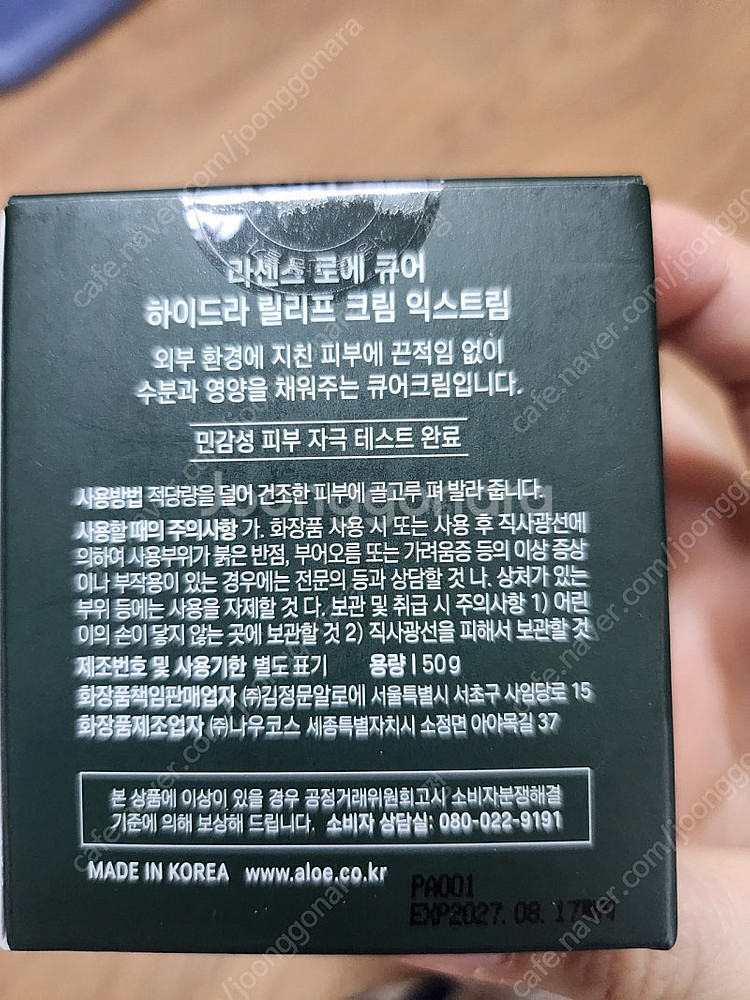 라센스 로에 큐어
하이드라 릴리프 크림 익스트림
외부 환경에 지친 피부에 끈적임 없이
수분과 영양을 채워주는 큐어크림입니다.
민감성 피부 자극 테스트 완료
사용방법 적당량을 덜어 건조한 피부에 골고루 펴 발라 줍니다.
사용할 때의 주의사항 가. 화장품 사용 시 또는 사용 후 직사광선에
의하여 사용부위가 붉은 반점, 부어오름 또는 가려움증 등의 이상 증상
이나 부작용이 있는 경우에는 전문의 등과 상담할 것 나. 상처가 있는
부위 등에는 사용을 자제할 것 다. 보관 및 취급 시 주의사항 1) 어린
이의 손이 닿지 않는 곳에 보관할 것 2) 직사광선을 피해서 보관할 것
제조번호 및 사용기한 별도 표기 용량 | 50g
화장품책임판매업자 ㈜김정문알로에 서울특별시 서초구 사임당로 15
화장품제조업자 ㈜나우코스 세종특별자치시 소정면 아야목길 37
본 상품에 이상이 있을 경우 공정거래위원회고시 소비자분쟁해결
기준에 의해 보상해 드립니다. 소비자 상담실: 080-022-9191
MADE IN KOREA www.aloe.co.kr
PA001
EXP2027.08.17까지
Joonggonara
cafe.naver.com/joonggonara